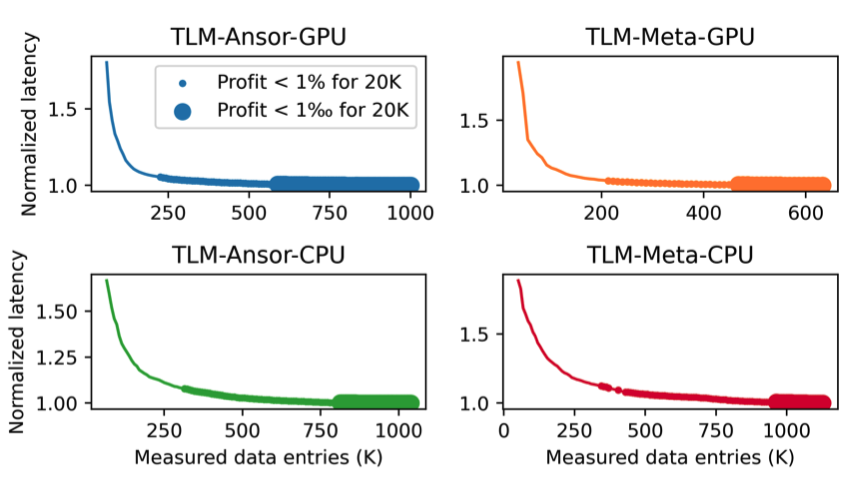 TLM-Ansor-GPU
Normalized latency
1.5
1.0
Profit < 1% for 20K
Profit < 1‰ for 20K
250 500 750 1000
TLM-Meta-GPU
1.5
1.0
200 400 600
TLM-Ansor-CPU
Normalized latency
1.50
1.25
1.00
250 500 750 1000
Measured data entries (K)
TLM-Meta-CPU
1.5
1.0
0 250 500 750 1000
Measured data entries (K)